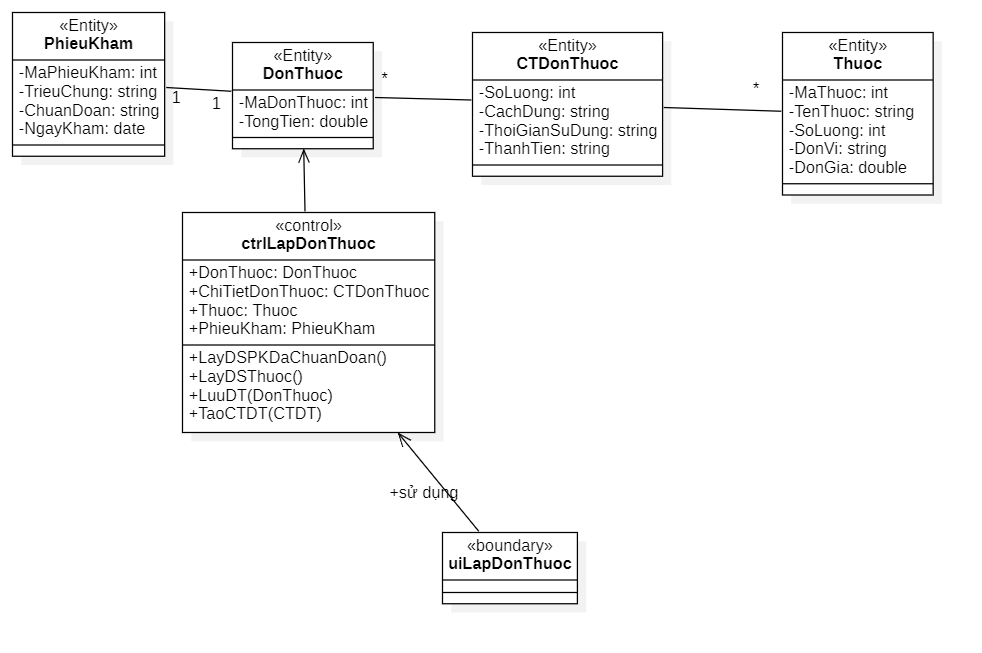 «Entity»
PhieuKham
-MaPhieuKham: int
-TrieuChung: string
-ChuanDoan: string
-NgayKham: date
1
1
«Entity»
DonThuoc
-MaDonThuoc: int
-TongTien: double
*
«Entity»
CTDonThuoc
-SoLuong: int
-CachDung: string
-ThoiGianSuDung: string
-ThanhTien: string
*
«Entity»
Thuoc
-MaThuoc: int
-TenThuoc: string
-SoLuong: int
-DonVi: string
-DonGia: double
«control»
ctrlLapDonThuoc
+DonThuoc: DonThuoc
+ChiTietDonThuoc: CTDonThuoc
+Thuoc: Thuoc
+PhieuKham: PhieuKham
+LayDSPKDaChuanDoan()
+LayDSThuoc()
+LuuDT(DonThuoc)
+TaoCTDT(CTDT)
+sử dụng
«boundary»
uiLapDonThuoc